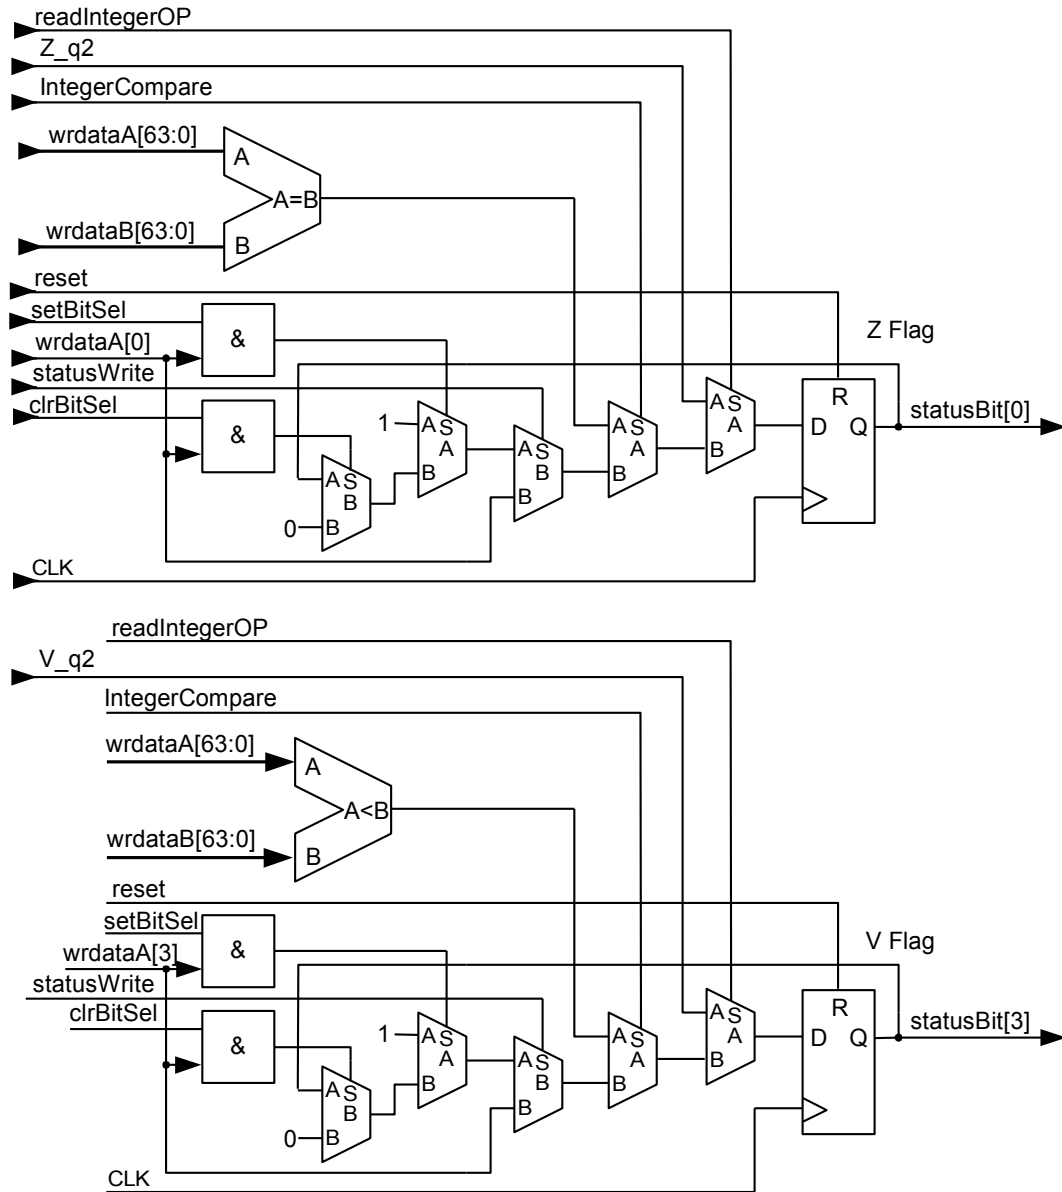 readIntegerOP
Z_q2
IntegerCompare
wrdataA[63:0]
A
A=B
wrdataB[63:0]
B
reset
setBitSel
&
Z Flag
wrdataA[0]
statusWrite
clrBitSel
&
1
A S
A
B
A S
B
B
A S
A
B
A S
A
B
R
D
Q
statusBit[0]
A S
B
0
B
CLK
readIntegerOP
V_q2
IntegerCompare
wrdataA[63:0]
A
A<B
wrdataB[63:0]
B
reset
setBitSel
&
V Flag
wrdataA[3]
statusWrite
clrBitSel
&
1
A S
A
B
A S
B
B
A S
A
B
A S
A
B
R
D
Q
statusBit[3]
A S
B
0
B
CLK